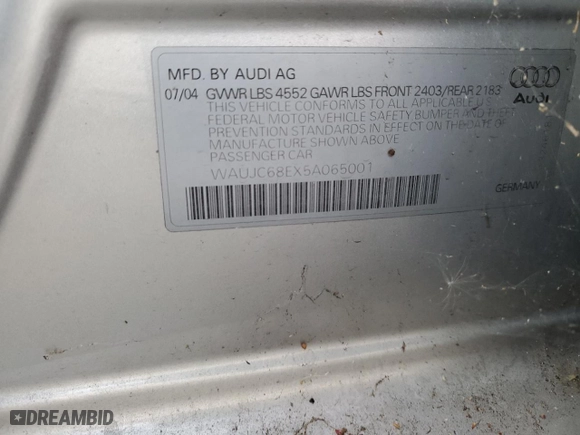 MFD. BY AUDI AG
07/04 GVWR LBS 4552 GAWR LBS FRONT 2403/REAR 2183
THIS VEHICLE CONFORMS TO ALL APPLICABLE U.S.
FEDERAL MOTOR VEHICLE SAFETY BUMPER AND THEFT
PREVENTION STANDARDS IN EFFECT ON THE DATE OF
MANUFACTURE SHOWN ABOVE
PASSENGER CAR
WAUJC68EX5A065001
GERMANY
Audi
DREAMBID